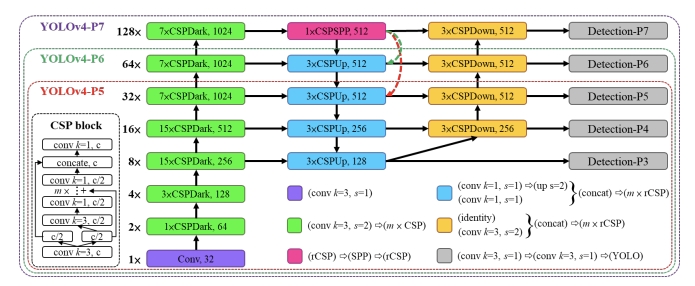 YOLOv4-P7
128×
7×CSPDark, 1024
1×CSPSPP, 512
3×CSPDown, 512
Detection-P7
YOLOv4-P6
64×
7×CSPDark, 1024
3×CSPUp, 512
3×CSPDown, 512
Detection-P6
YOLOv4-P5
32×
7×CSPDark, 1024
3×CSPUp, 512
3×CSPDown, 512
Detection-P5
16×
15×CSPDark, 512
3×CSPUp, 256
3×CSPDown, 256
Detection-P4
8×
15×CSPDark, 256
3×CSPUp, 128
Detection-P3
4×
3×CSPDark, 128
2×
1×CSPDark, 64
1×
Conv, 32
CSP block
conv k=1, c
concate, c
conv k=1, c/2
m × ⋮ +
conv k=1, c/2
conv k=3, c/2
c/2 c/2
conv k=3, c
(conv k=3, s=1)
(conv k=3, s=2) ⇨(m × CSP)
(rCSP) ⇨(SPP) ⇨(rCSP)
(conv k=1, s=1) ⇨(up s=2)
(conv k=1, s=1)
}(concat) ⇨(m × rCSP)
(identity)
(conv k=3, s=2)
}(concat) ⇨(m × rCSP)
(conv k=3, s=1) ⇨(conv k=3, s=1) ⇨(YOLO)